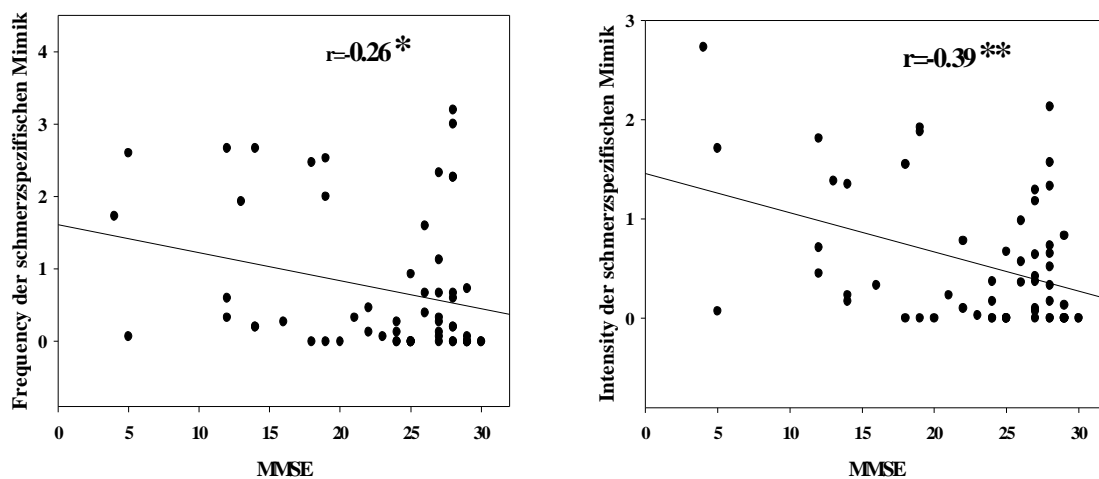 Frequency der schmerzspezifischen Mimik
r=-0.26 *
4
3
2
1
0
0 5 10 15 20 25 30
MMSE
Intensity der schmerzspezifischen Mimik
r=-0.39 **
3
2
1
0
0 5 10 15 20 25 30
MMSE